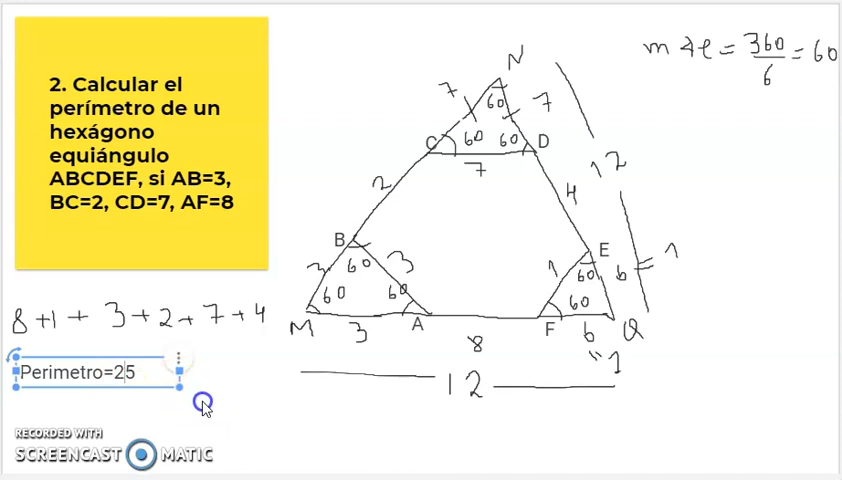 2. Calcular el
perímetro de un
hexágono
equiángulo
ABCDEF, si AB=3,
BC=2, CD=7, AF=8
m∢e = 360/6 = 60
N
7
60
7
C
60
60
D
7
12
2
4
B
3
60
3
E
1
60
6 = 1
60
60
60
M
3
A
8
F
6
Q
"1
12
8 + 1 + 3 + 2 + 7 + 4
Perimetro=25
RECORDED WITH
SCREENCAST MATIC